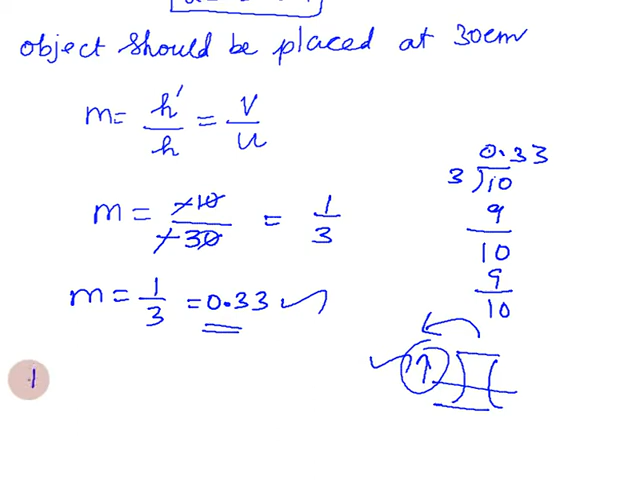 object should be placed at 30cm
m = h'/h = v/u
m = -10/-30 = 1/3
m = 1/3 = 0.33
0.33
3)10
9
10
9
10